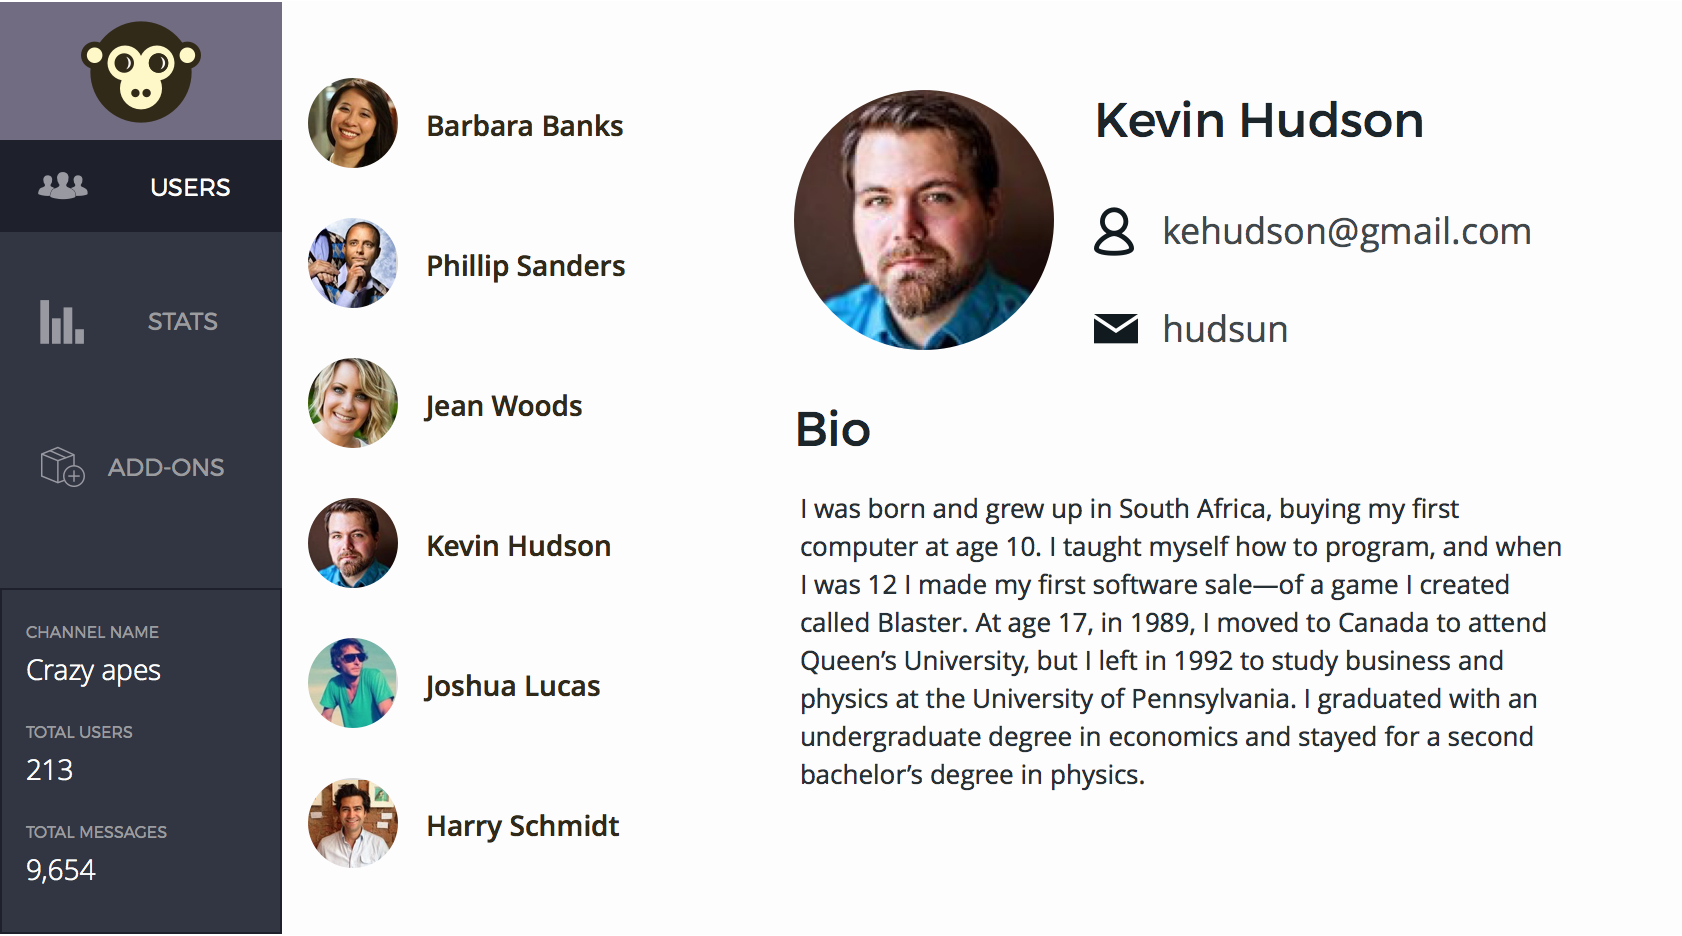 USERS
STATS
ADD-ONS
CHANNEL NAME
Crazy apes
TOTAL USERS
213
TOTAL MESSAGES
9,654
Barbara Banks
Phillip Sanders
Jean Woods
Kevin Hudson
Joshua Lucas
Harry Schmidt
Kevin Hudson
kehudson@gmail.com
hudsun
Bio
I was born and grew up in South Africa, buying my first
computer at age 10. I taught myself how to program, and when
I was 12 I made my first software sale—of a game I created
called Blaster. At age 17, in 1989, I moved to Canada to attend
Queen’s University, but I left in 1992 to study business and
physics at the University of Pennsylvania. I graduated with an
undergraduate degree in economics and stayed for a second
bachelor’s degree in physics.